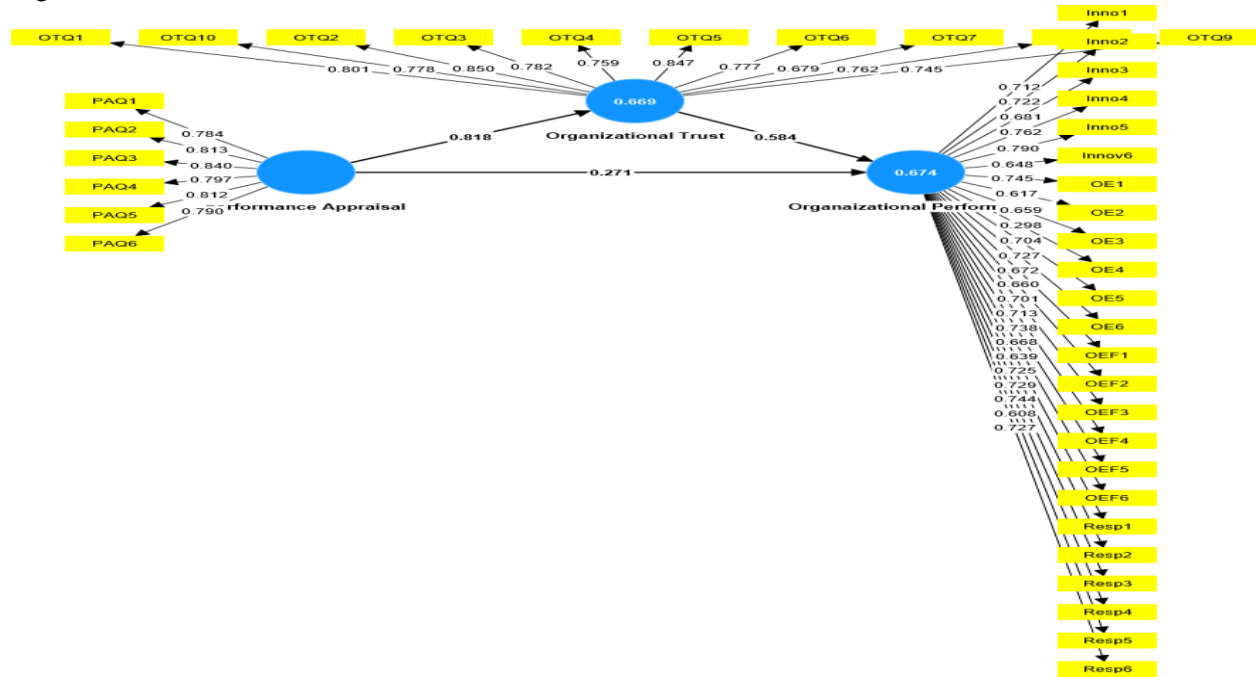 Inno1
OTQ1
OTQ10
OTQ2
OTQ3
OTQ4
OTQ5
OTQ6
OTQ7
Inno2
OTQ9
0.801
0.778
0.850
0.782
0.759
0.847
0.777
0.679
0.762
0.745
0.669
Organizational Trust
PAQ1
PAQ2
PAQ3
PAQ4
PAQ5
PAQ6
0.784
0.813
0.840
0.797
0.812
0.790
rformance Appraisal
0.818
0.584
0.271
0.674
Organaizational Perform
0.712
0.722
0.681
0.762
0.790
0.648
0.745
0.617
0.659
0.298
0.704
0.727
0.672
0.660
0.701
0.713
0.738
0.668
0.639
0.725
0.729
0.744
0.608
0.727
Inno3
Inno4
Inno5
Innov6
OE1
OE2
OE3
OE4
OE5
OE6
OEF1
OEF2
OEF3
OEF4
OEF5
OEF6
Resp1
Resp2
Resp3
Resp4
Resp5
Resp6